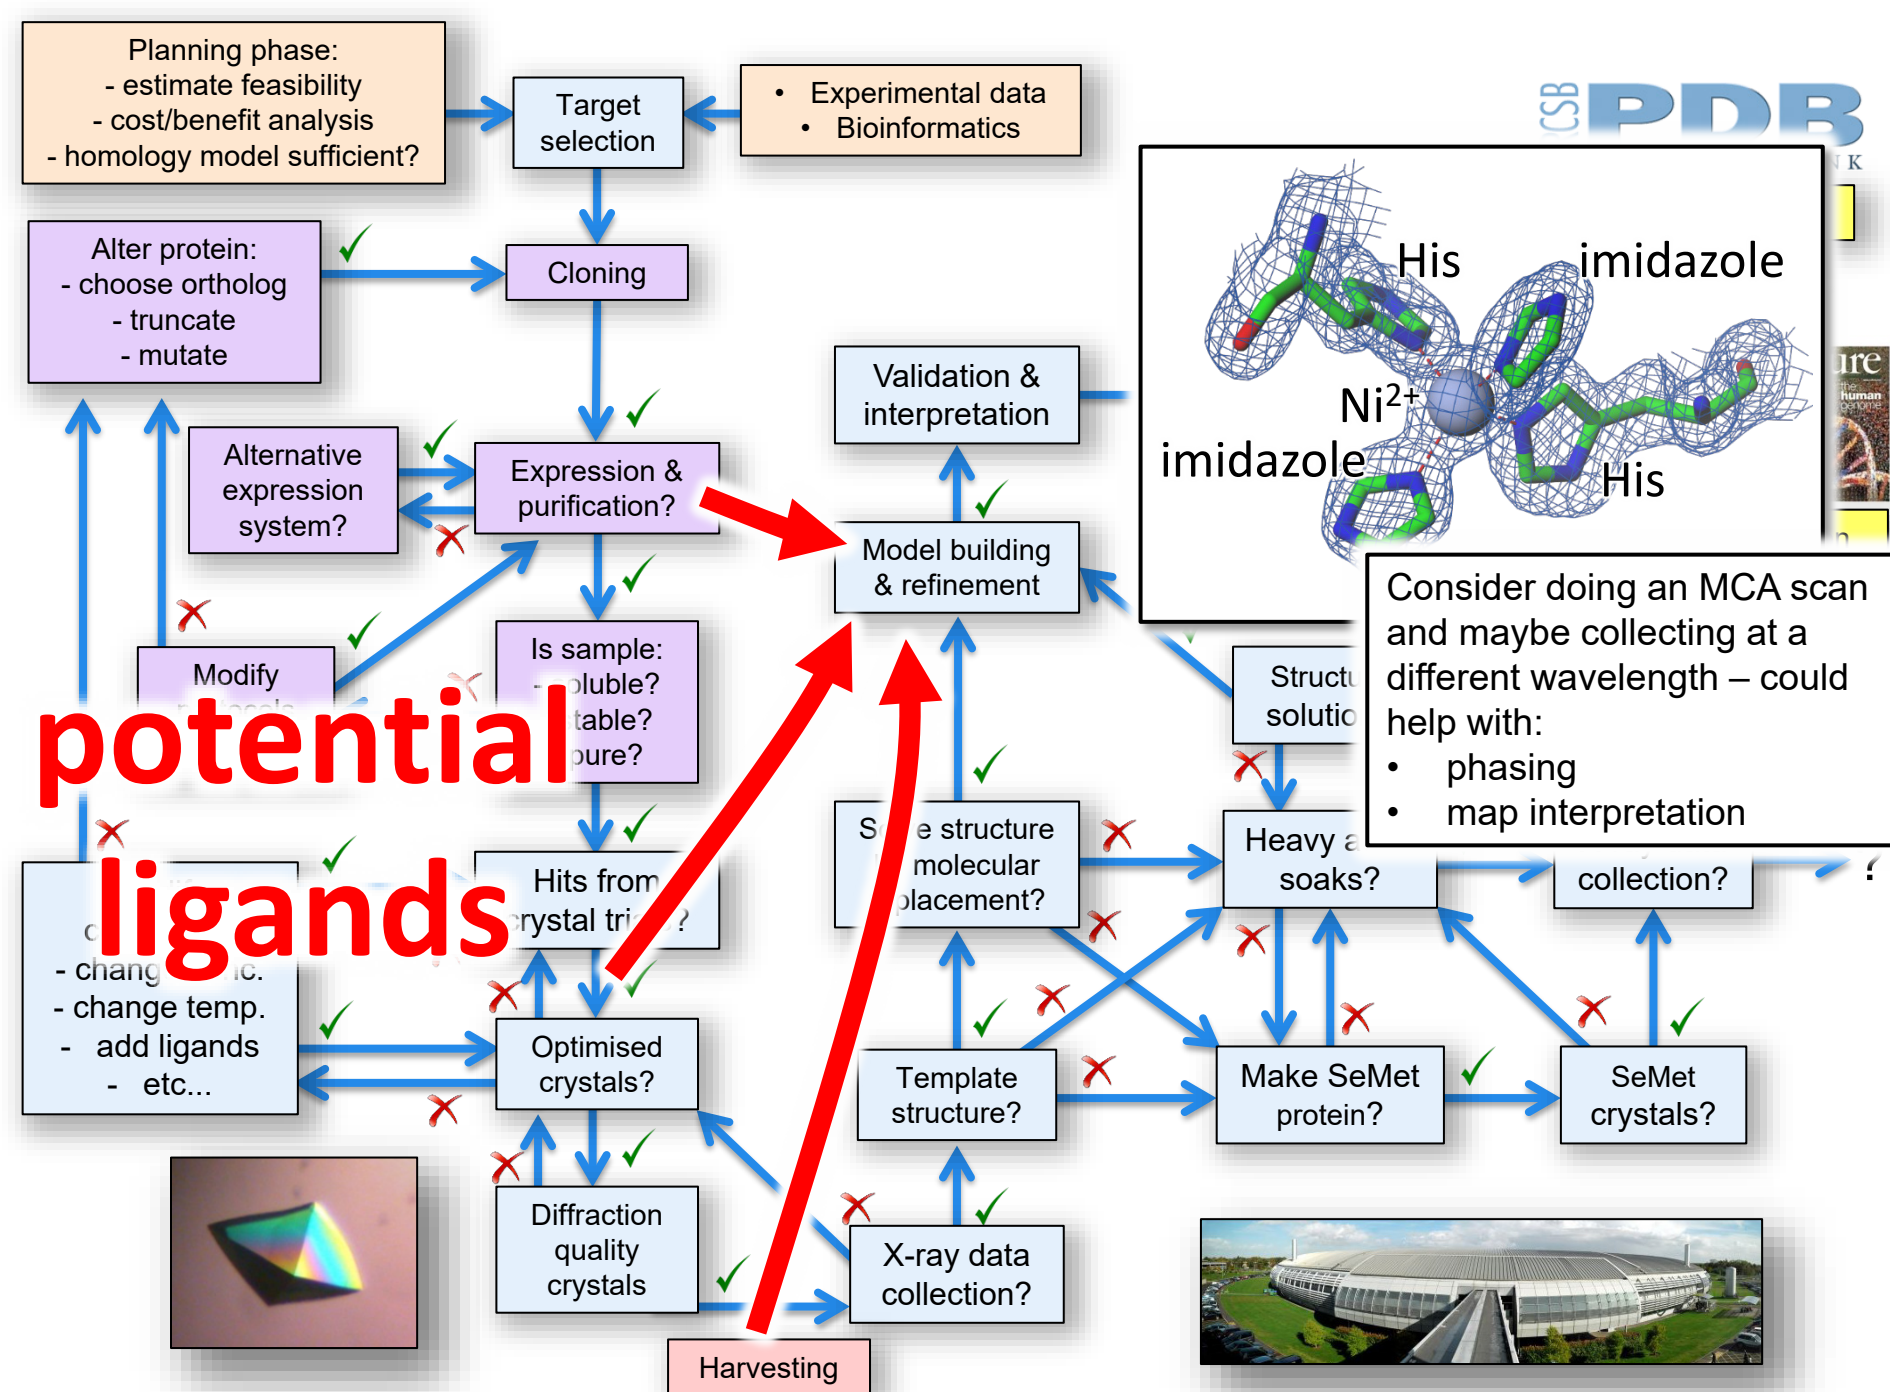 Planning phase:
- estimate feasibility
- cost/benefit analysis
- homology model sufficient?
Target
selection
• Experimental data
• Bioinformatics
PDB
Alter protein:
- choose ortholog
- truncate
- mutate
Cloning
Alternative
expression
system?
Expression &
purification?
Modify
Is sample:
pure?
potential
ligands
Hits from
- change temp.
- add ligands
- etc...
Optimised
crystals?
Diffraction
quality
crystals
Harvesting
X-ray data
collection?
Template
structure?
structure
molecular
Model building
& refinement
Validation &
interpretation
His
imidazole
Ni2+
imidazole
His
human
genome
Consider doing an MCA scan
and maybe collecting at a
different wavelength – could
help with:
• phasing
• map interpretation
Heavy
soaks?
collection?
?
Make SeMet
protein?
SeMet
crystals?